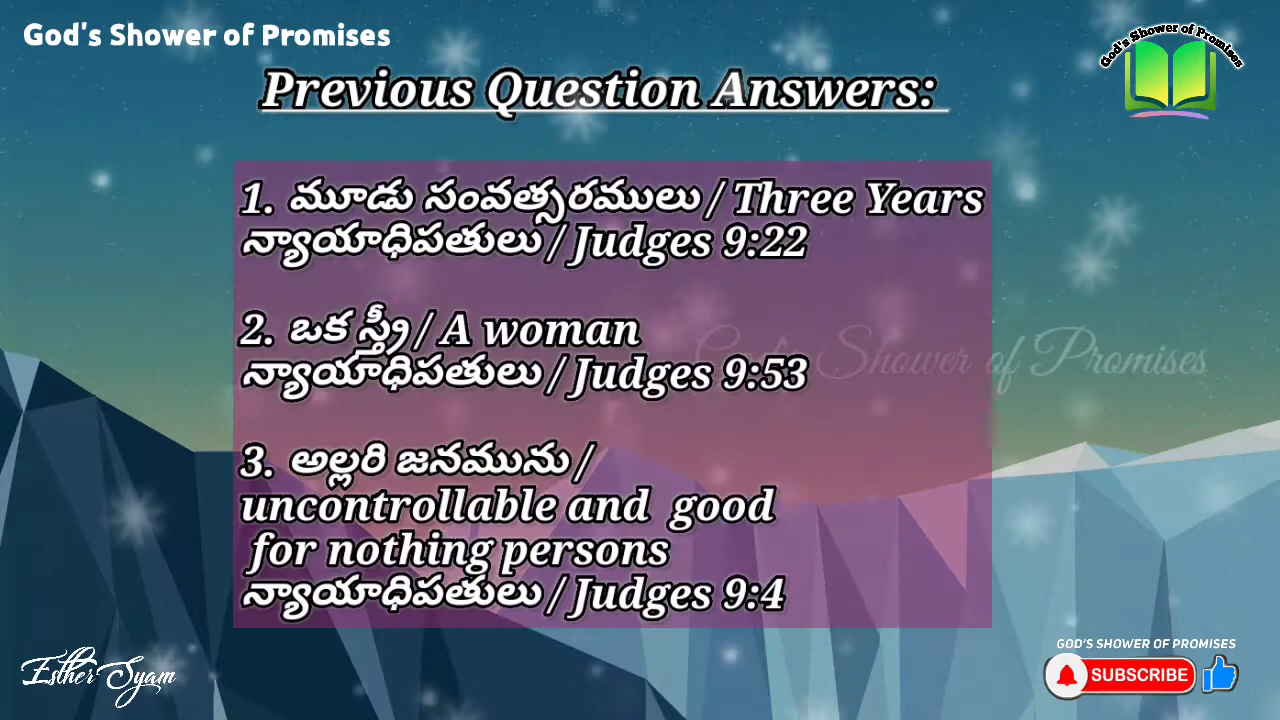 God's Shower of Promises
God's Shower of Promises
Previous Question Answers:
1. మూడు సంవత్సరములు / Three Years
న్యాయాధిపతులు / Judges 9:22
2. ఒక స్త్రీ / A woman
న్యాయాధిపతులు / Judges 9:53
God's Shower of Promises
3. అల్లరి జనమును /
uncontrollable and good
for nothing persons
న్యాయాధిపతులు / Judges 9:4
Esther Syam
GOD'S SHOWER OF PROMISES
SUBSCRIBE